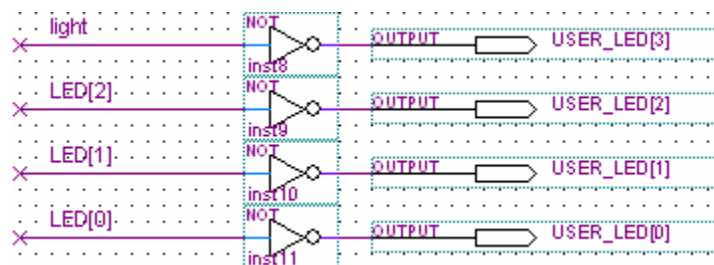 light NOT OUTPUT USER_LED[3]
inst8
LED[2] NOT OUTPUT USER_LED[2]
inst9
LED[1] NOT OUTPUT USER_LED[1]
inst10
LED[0] NOT OUTPUT USER_LED[0]
inst11